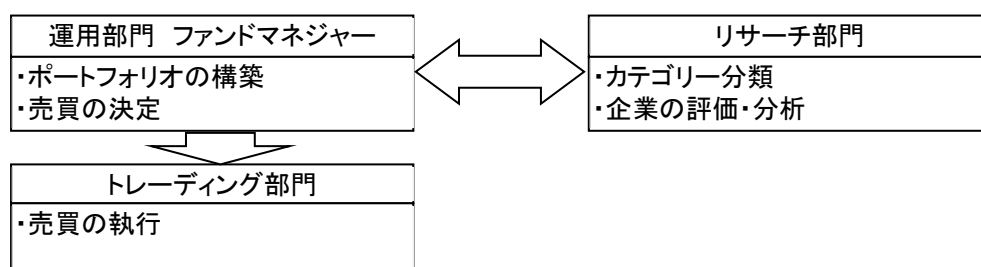 運用部門 ファンドマネジャー
・ポートフォリオの構築
・売買の決定
リサーチ部門
・カテゴリー分類
・企業の評価・分析
トレーディング部門
・売買の執行